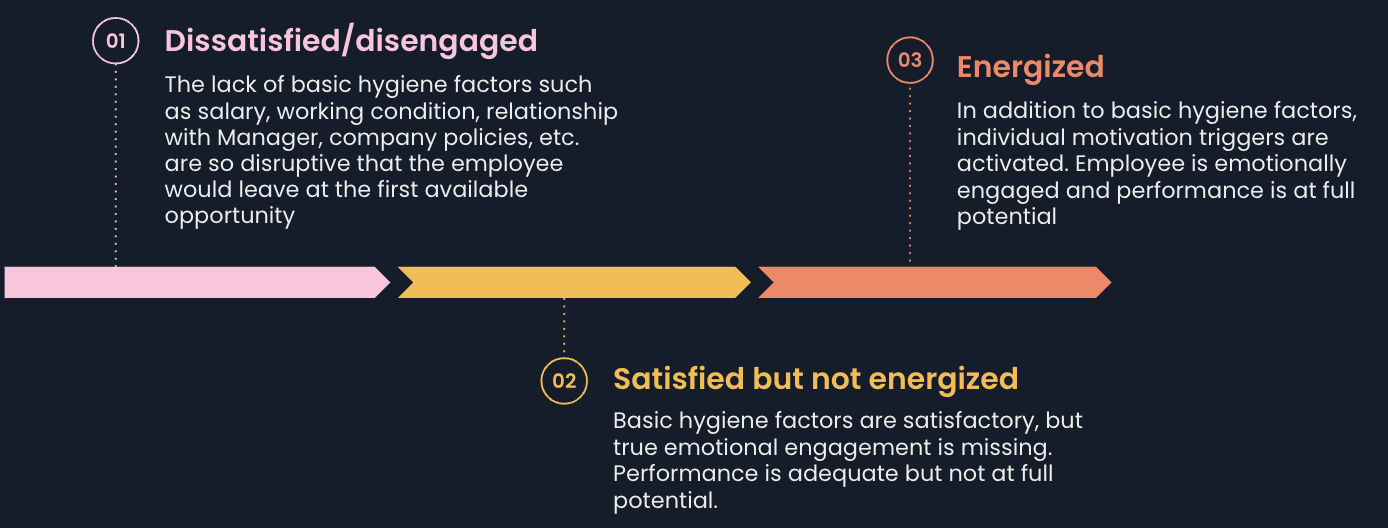 01
Dissatisfied/disengaged
The lack of basic hygiene factors such
as salary, working condition, relationship
with Manager, company policies, etc.
are so disruptive that the employee
would leave at the first available
opportunity
03
Energized
In addition to basic hygiene factors,
individual motivation triggers are
activated. Employee is emotionally
engaged and performance is at full
potential
02
Satisfied but not energized
Basic hygiene factors are satisfactory, but
true emotional engagement is missing.
Performance is adequate but not at full
potential.